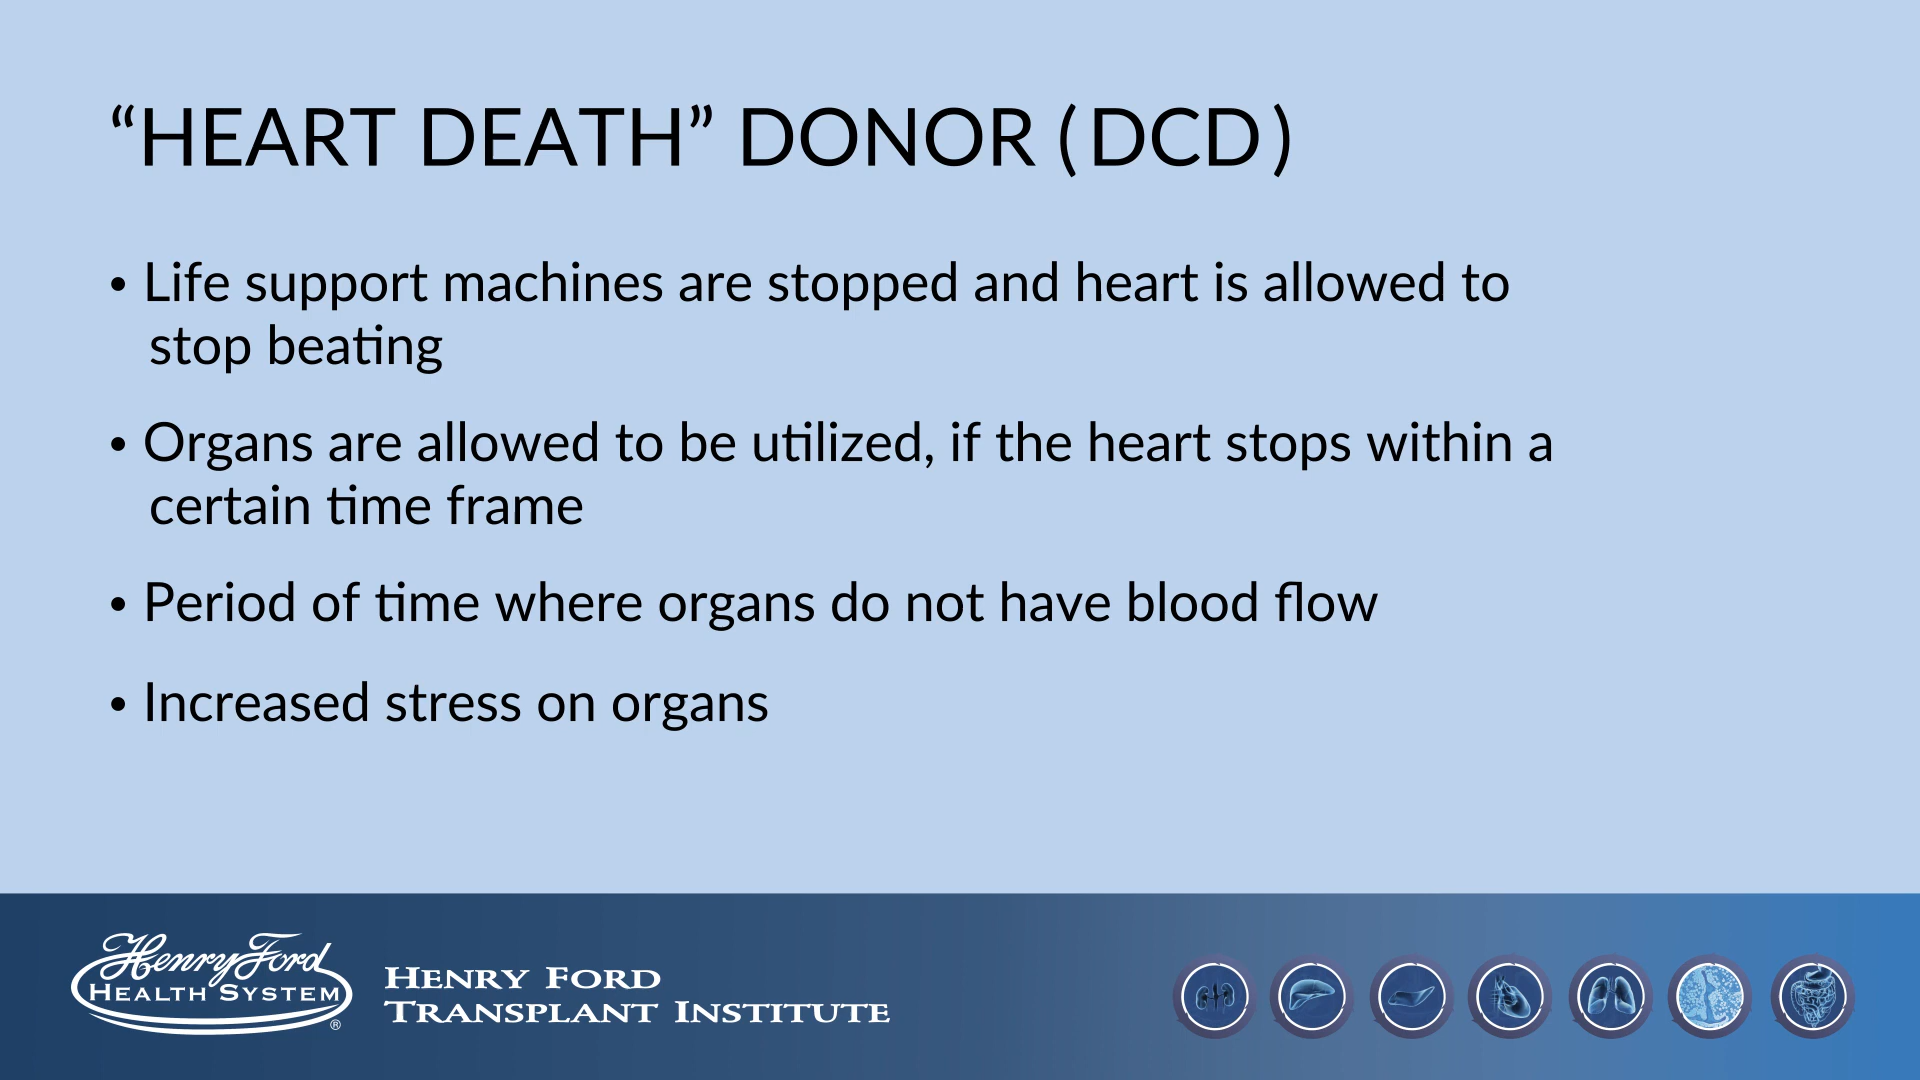 “HEART DEATH” DONOR (DCD)
• Life support machines are stopped and heart is allowed to
stop beating
• Organs are allowed to be utilized, if the heart stops within a
certain time frame
• Period of time where organs do not have blood flow
• Increased stress on organs
Henry Ford
HEALTH SYSTEM
®
HENRY FORD
TRANSPLANT INSTITUTE